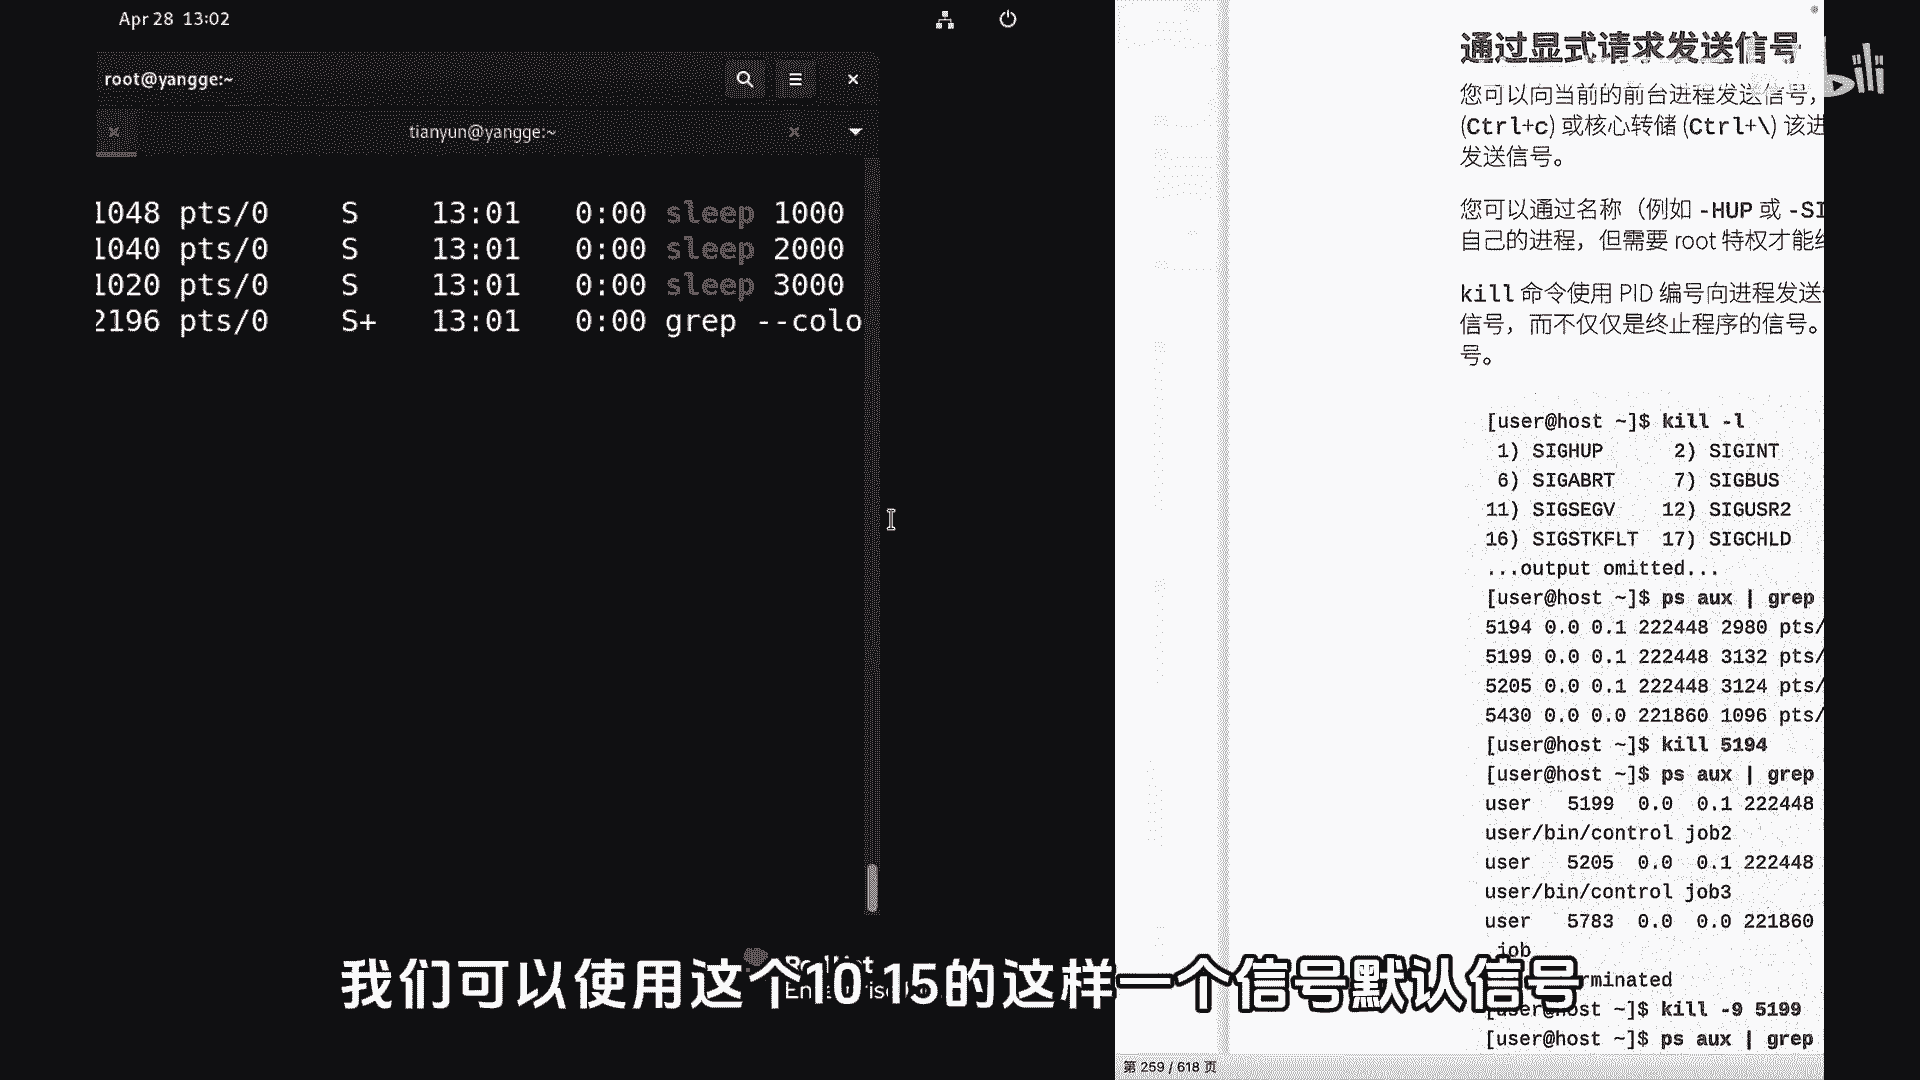 Apr 28 13:02
root@yangge:~
tianyun@yangge:~
1048 pts/0 S 13:01 0:00 sleep 1000
1040 pts/0 S 13:01 0:00 sleep 2000
1020 pts/0 S 13:01 0:00 sleep 3000
2196 pts/0 S+ 13:01 0:00 grep --colo
通过显式请求发送信号
bili
您可以向当前的前台进程发送信号，
(Ctrl+c) 或核心转储 (Ctrl+\) 该进
发送信号。
您可以通过名称（例如 -HUP 或 -SI
自己的进程，但需要 root 特权才能终
kill 命令使用 PID 编号向进程发送
信号，而不仅仅是终止程序的信号。
号。
[user@host ~]$ kill -l
1) SIGHUP 2) SIGINT
6) SIGABRT 7) SIGBUS
11) SIGSEGV 12) SIGUSR2
16) SIGSTKFLT 17) SIGCHLD
...output omitted...
[user@host ~]$ ps aux | grep
5194 0.0 0.1 222448 2980 pts/
5199 0.0 0.1 222448 3132 pts/
5205 0.0 0.1 222448 3124 pts/
5430 0.0 0.0 221860 1096 pts/
[user@host ~]$ kill 5194
[user@host ~]$ ps aux | grep
user 5199 0.0 0.1 222448
user/bin/control job2
user 5205 0.0 0.1 222448
user/bin/control job3
user 5783 0.0 0.0 221860
job
rminated
[user@host ~]$ kill -9 5199
[user@host ~]$ ps aux | grep
我们可以使用这个10 15的这样一个信号默认信号
第 259 / 618 页